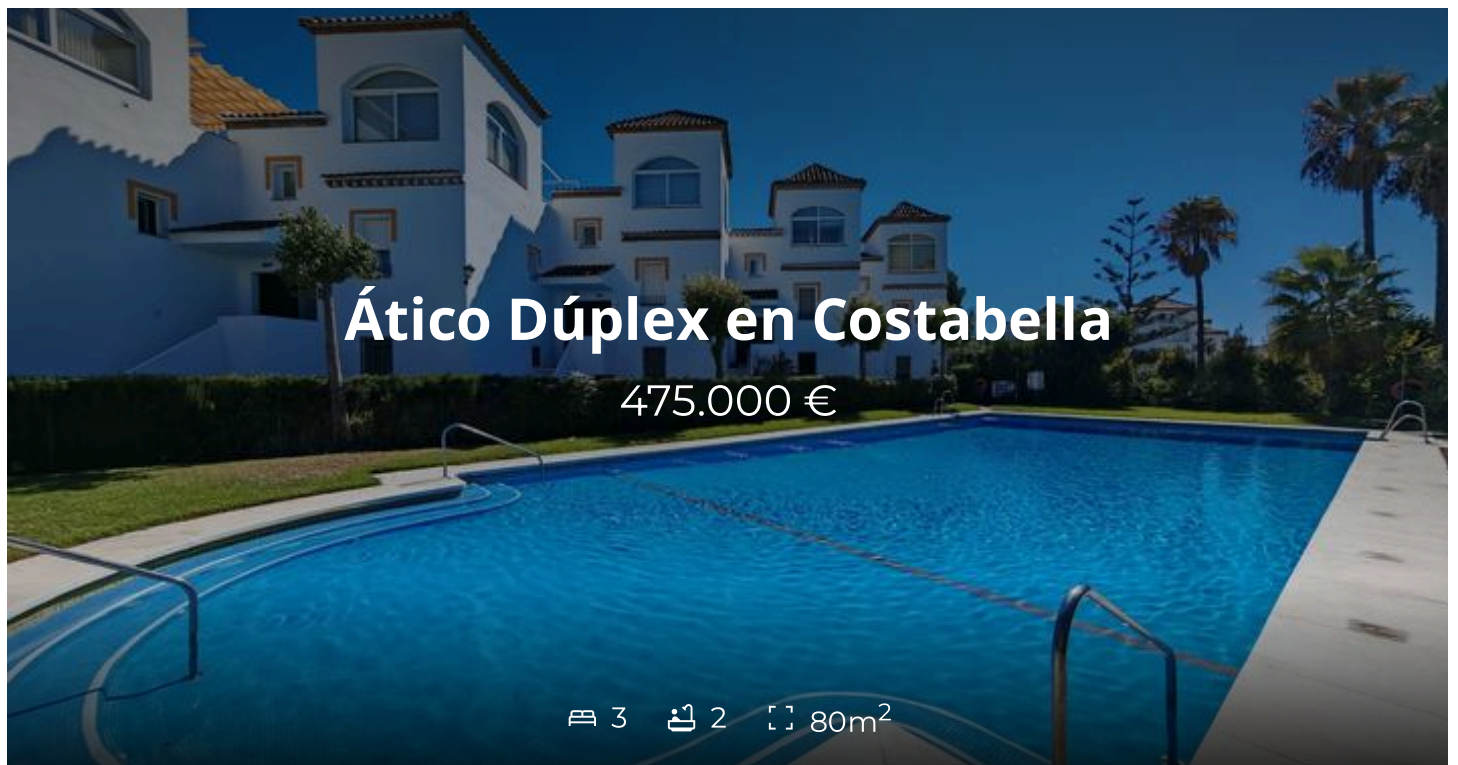 Ático Dúplex en Costabella
475.000 €
3 2 80m²